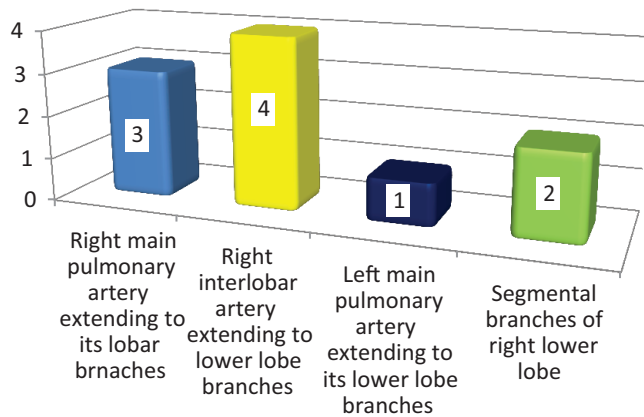 4
3
2
1
0
3
4
1
2
Right main
pulmonary
artery
extending to
its lobar
brnaches
Right
interlobar
artery
extending to
lower lobe
branches
Left main
pulmonary
artery
extending to
its lower lobe
branches
Segmental
branches of
right lower
lobe